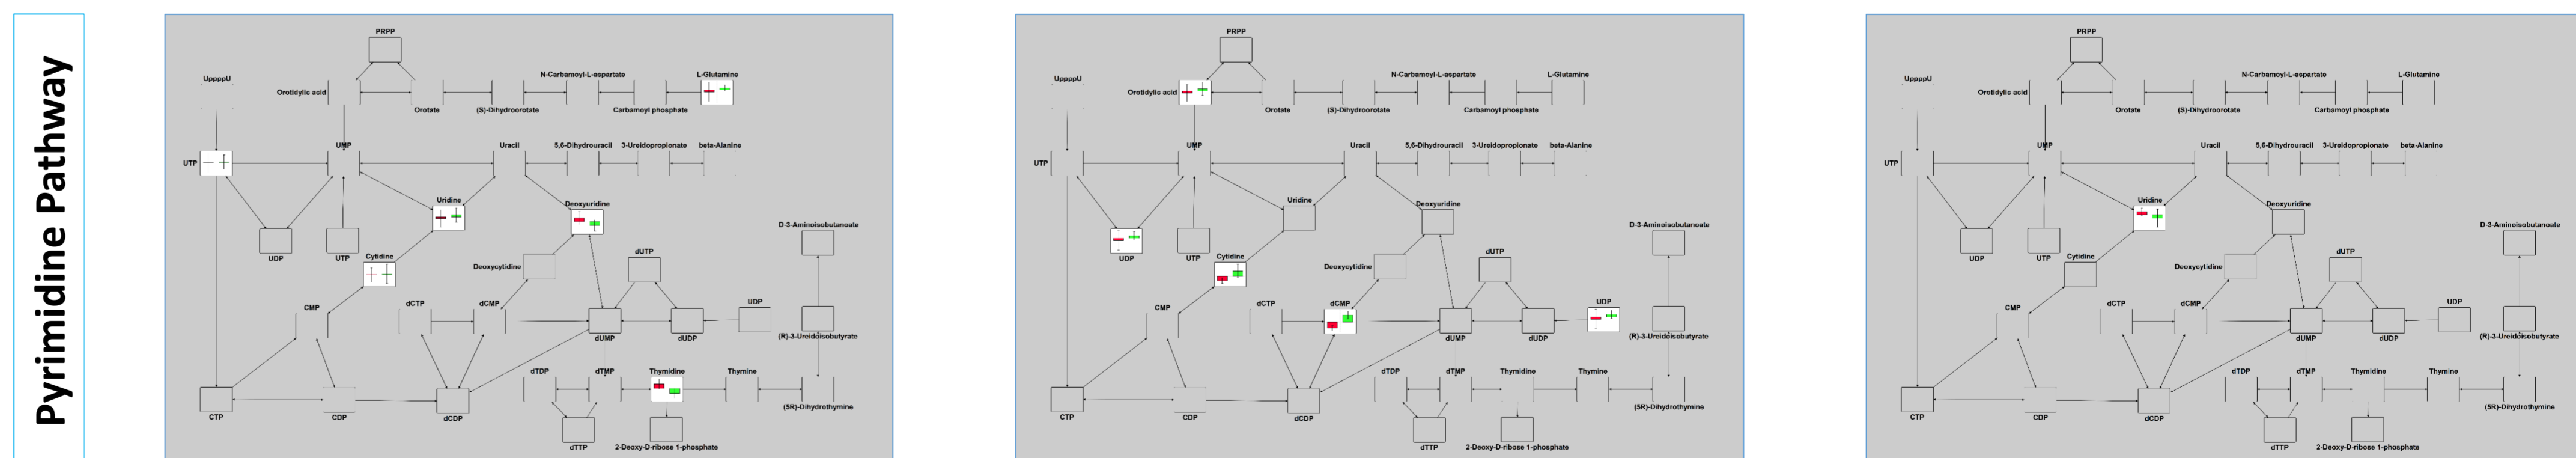 Pyrimidine Pathway
PRPP
UppppU
N-Carbamoyl-L-aspartate
L-Glutamine
Orotidylic acid
Orotate
(S)-Dihydroorotate
Carbamoyl phosphate
UMP
Uracil
5,6-Dihydrouracil
3-Ureidopropionate
beta-Alanine
UTP
Uridine
Deoxyuridine
D-3-Aminoisobutanoate
UDP
UTP
Cytidine
dUTP
Deoxycytidine
CMP
dCTP
dCMP
UDP
dUMP
dUDP
(R)-3-Ureidoisobutyrate
dTDP
dTMP
Thymidine
Thymine
(5R)-Dihydrothymine
CTP
CDP
dCDP
dTTP
2-Deoxy-D-ribose 1-phosphate
PRPP
UppppU
N-Carbamoyl-L-aspartate
L-Glutamine
Orotidylic acid
Orotate
(S)-Dihydroorotate
Carbamoyl phosphate
UMP
Uracil
5,6-Dihydrouracil
3-Ureidopropionate
beta-Alanine
UTP
Uridine
Deoxyuridine
D-3-Aminoisobutanoate
UDP
UTP
Cytidine
dUTP
Deoxycytidine
CMP
dCTP
dCMP
UDP
dUMP
dUDP
(R)-3-Ureidoisobutyrate
dTDP
dTMP
Thymidine
Thymine
(5R)-Dihydrothymine
CTP
CDP
dCDP
dTTP
2-Deoxy-D-ribose 1-phosphate
PRPP
UppppU
N-Carbamoyl-L-aspartate
L-Glutamine
Orotidylic acid
Orotate
(S)-Dihydroorotate
Carbamoyl phosphate
UMP
Uracil
5,6-Dihydrouracil
3-Ureidopropionate
beta-Alanine
UTP
Uridine
Deoxyuridine
D-3-Aminoisobutanoate
UDP
UTP
Cytidine
dUTP
Deoxycytidine
CMP
dCTP
dCMP
UDP
dUMP
dUDP
(R)-3-Ureidoisobutyrate
dTDP
dTMP
Thymidine
Thymine
(5R)-Dihydrothymine
CTP
CDP
dCDP
dTTP
2-Deoxy-D-ribose 1-phosphate